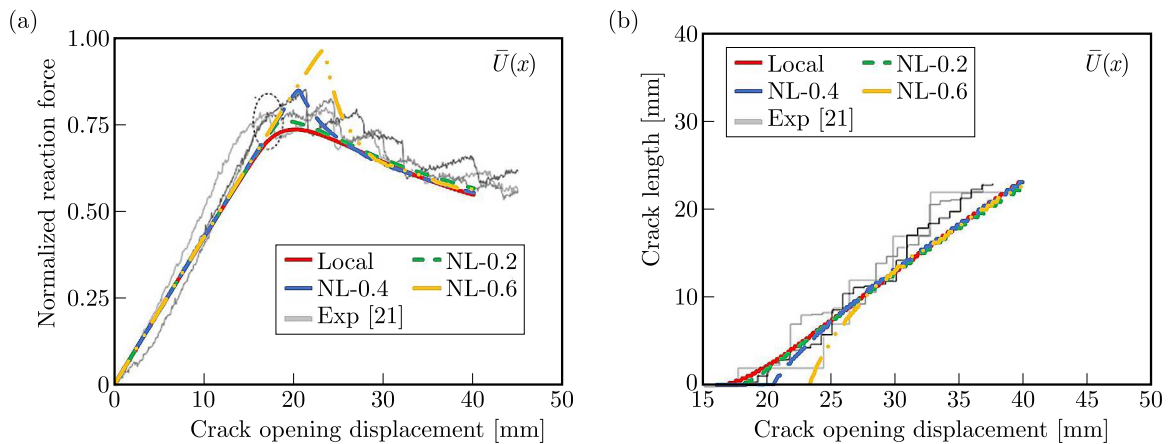 (a)
Normalized reaction force
1.00
0.75
0.50
0.25
0
Ū(x)
Local
NL-0.2
NL-0.4
NL-0.6
Exp [21]
0 10 20 30 40 50
Crack opening displacement [mm]
(b)
Crack length [mm]
40
30
20
10
0
Ū(x)
Local
NL-0.2
NL-0.4
NL-0.6
Exp [21]
15 20 25 30 35 40 45 50
Crack opening displacement [mm]